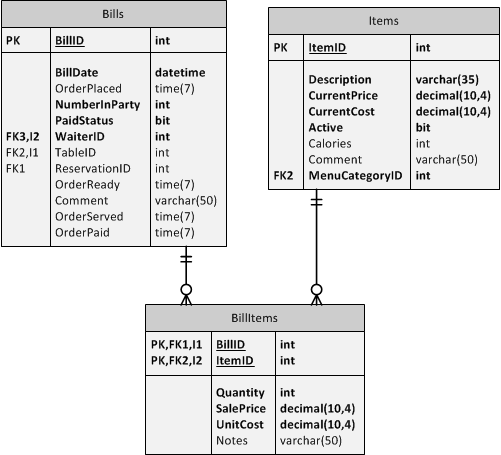 Bills
PK BillID int
BillDate datetime
OrderPlaced time(7)
NumberInParty int
PaidStatus bit
FK3,I2 WaiterID int
FK2,I1 TableID int
FK1 ReservationID int
OrderReady time(7)
Comment varchar(50)
OrderServed time(7)
OrderPaid time(7)
Items
PK ItemID int
Description varchar(35)
CurrentPrice decimal(10,4)
CurrentCost decimal(10,4)
Active bit
Calories int
Comment varchar(50)
FK2 MenuCategoryID int
BillItems
PK,FK1,I1 BillID int
PK,FK2,I2 ItemID int
Quantity int
SalePrice decimal(10,4)
UnitCost decimal(10,4)
Notes varchar(50)